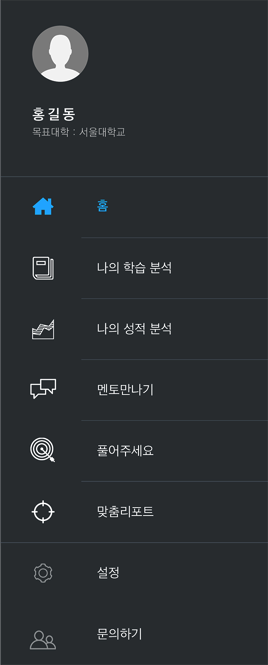 홍길동
목표대학 : 서울대학교
홈
나의 학습 분석
나의 성적 분석
멘토만나기
풀어주세요
맞춤리포트
설정
문의하기